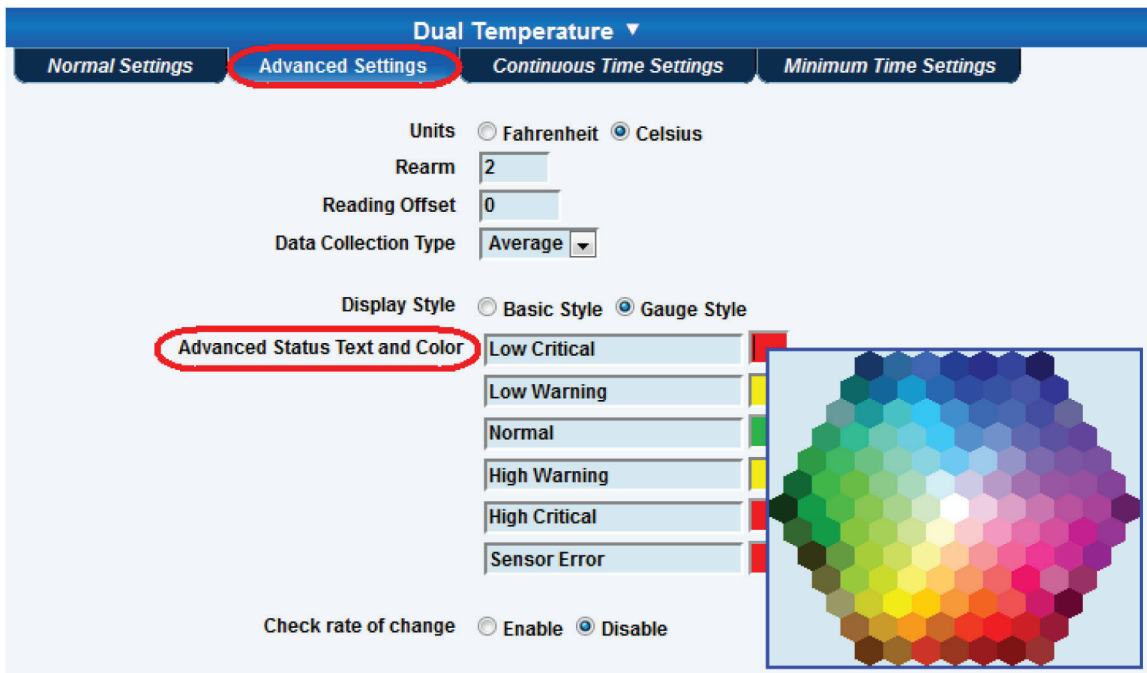 Dual Temperature ▼
Normal Settings Advanced Settings Continuous Time Settings Minimum Time Settings
Units Fahrenheit Celsius
Rearm 2
Reading Offset 0
Data Collection Type Average
Display Style Basic Style Gauge Style
Advanced Status Text and Color Low Critical
Low Warning
Normal
High Warning
High Critical
Sensor Error
Check rate of change Enable Disable